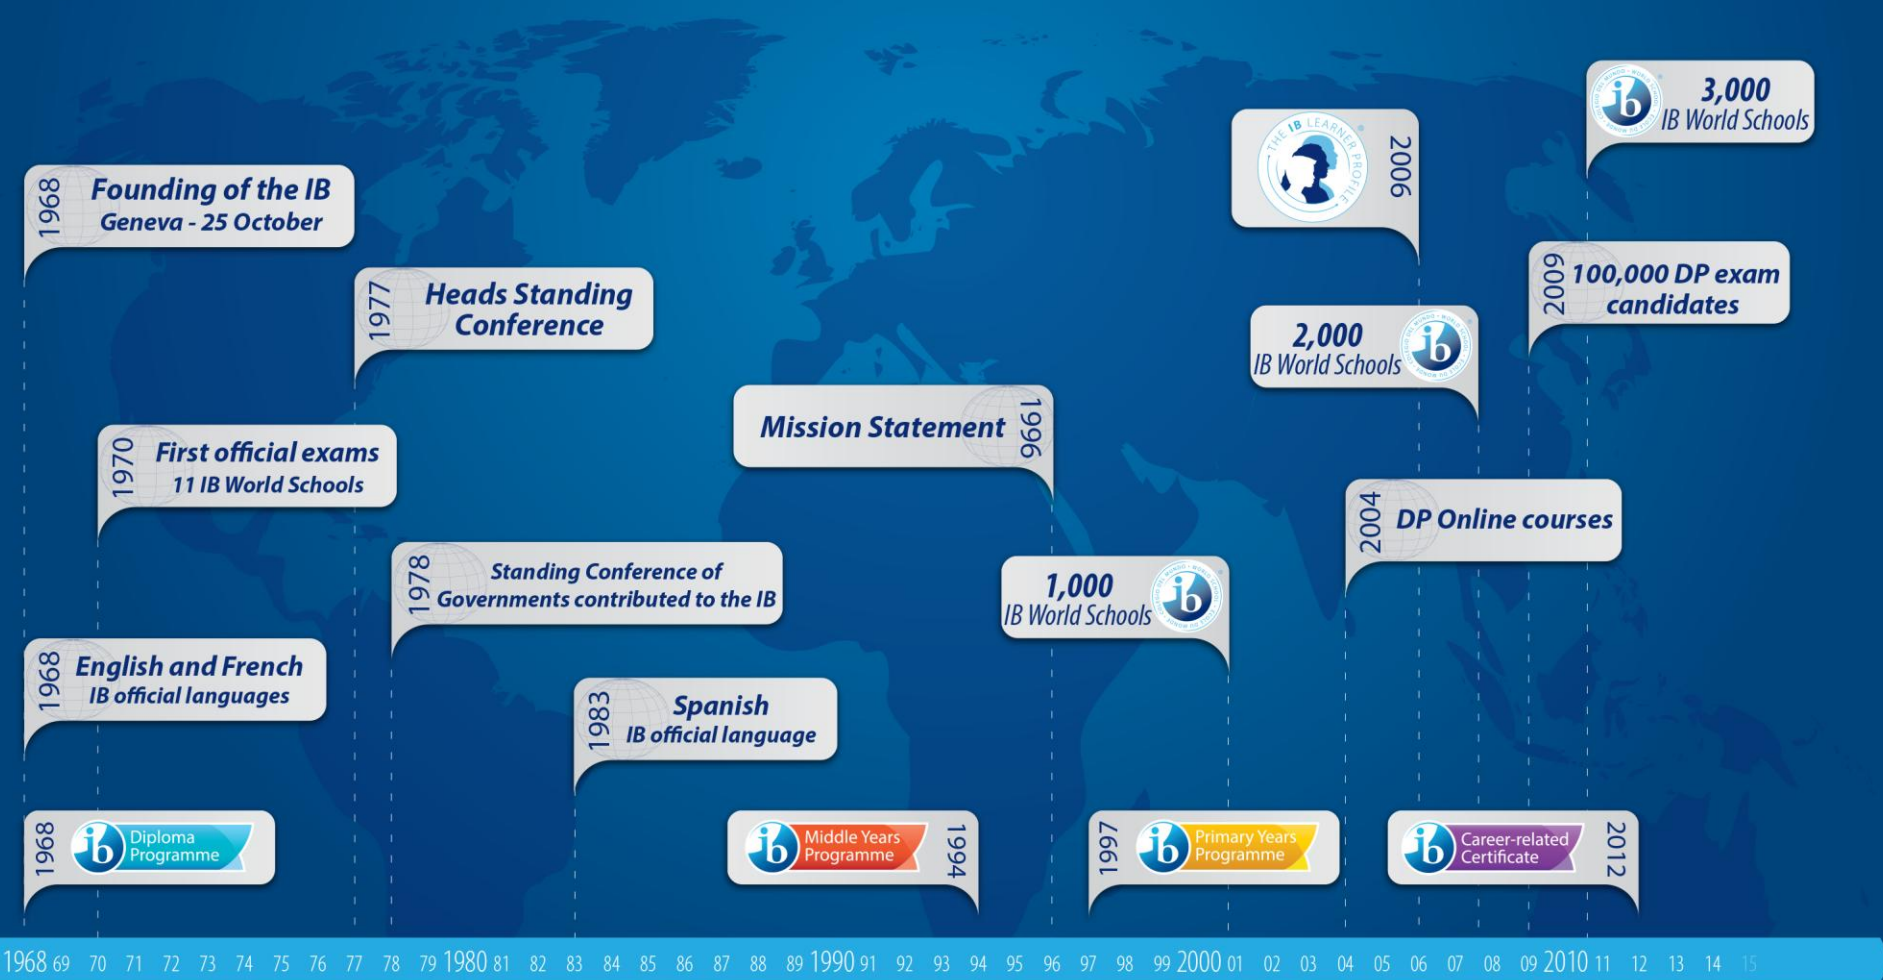 3,000
IB World Schools
THE IB LEARNER PROFILE
2006
1968
Founding of the IB
Geneva - 25 October
2009
100,000 DP exam
candidates
1977
Heads Standing
Conference
2,000
IB World Schools
Mission Statement
1996
1970
First official exams
11 IB World Schools
2004
DP Online courses
1978
Standing Conference of
Governments contributed to the IB
1,000
IB World Schools
1968
English and French
IB official languages
1983
Spanish
IB official language
1968
ib
Diploma
Programme
ib
Middle Years
Programme
1994
1997
ib
Primary Years
Programme
ib
Career-related
Certificate
2012
1968 69 70 71 72 73 74 75 76 77 78 79 1980 81 82 83 84 85 86 87 88 89 1990 91 92 93 94 95 96 97 98 99 2000 01 02 03 04 05 06 07 08 09 2010 11 12 13 14 15